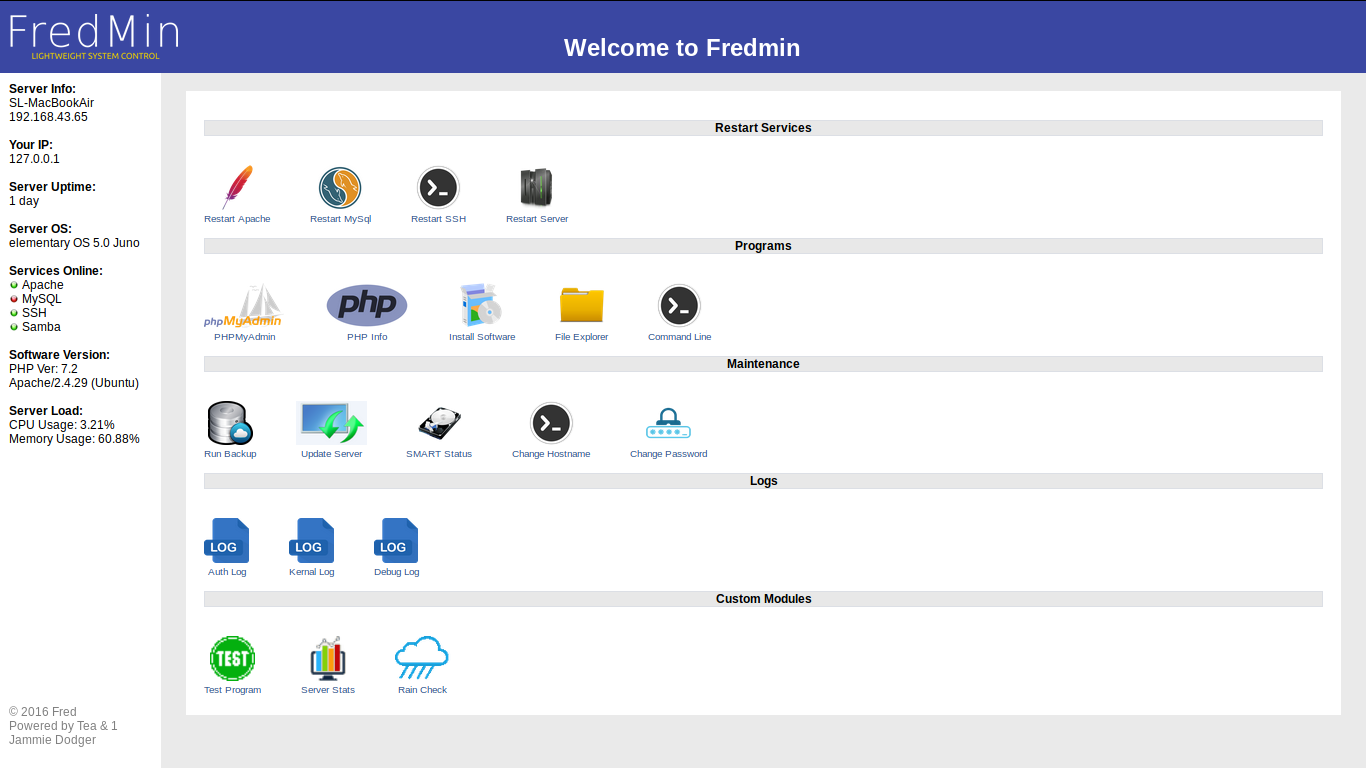 FredMin
LIGHTWEIGHT SYSTEM CONTROL
Welcome to Fredmin
Server Info:
SL-MacBookAir
192.168.43.65
Your IP:
127.0.0.1
Server Uptime:
1 day
Server OS:
elementary OS 5.0 Juno
Services Online:
Apache
MySQL
SSH
Samba
Software Version:
PHP Ver: 7.2
Apache/2.4.29 (Ubuntu)
Server Load:
CPU Usage: 3.21%
Memory Usage: 60.88%
© 2016 Fred
Powered by Tea & 1
Jammie Dodger
Restart Services
Restart Apache
Restart MySql
Restart SSH
Restart Server
Programs
phpMyAdmin
PHPMyAdmin
php
PHP Info
Install Software
File Explorer
Command Line
Maintenance
Run Backup
Update Server
SMART Status
Change Hostname
Change Password
Logs
LOG
Auth Log
LOG
Kernal Log
LOG
Debug Log
Custom Modules
TEST
Test Program
Server Stats
Rain Check